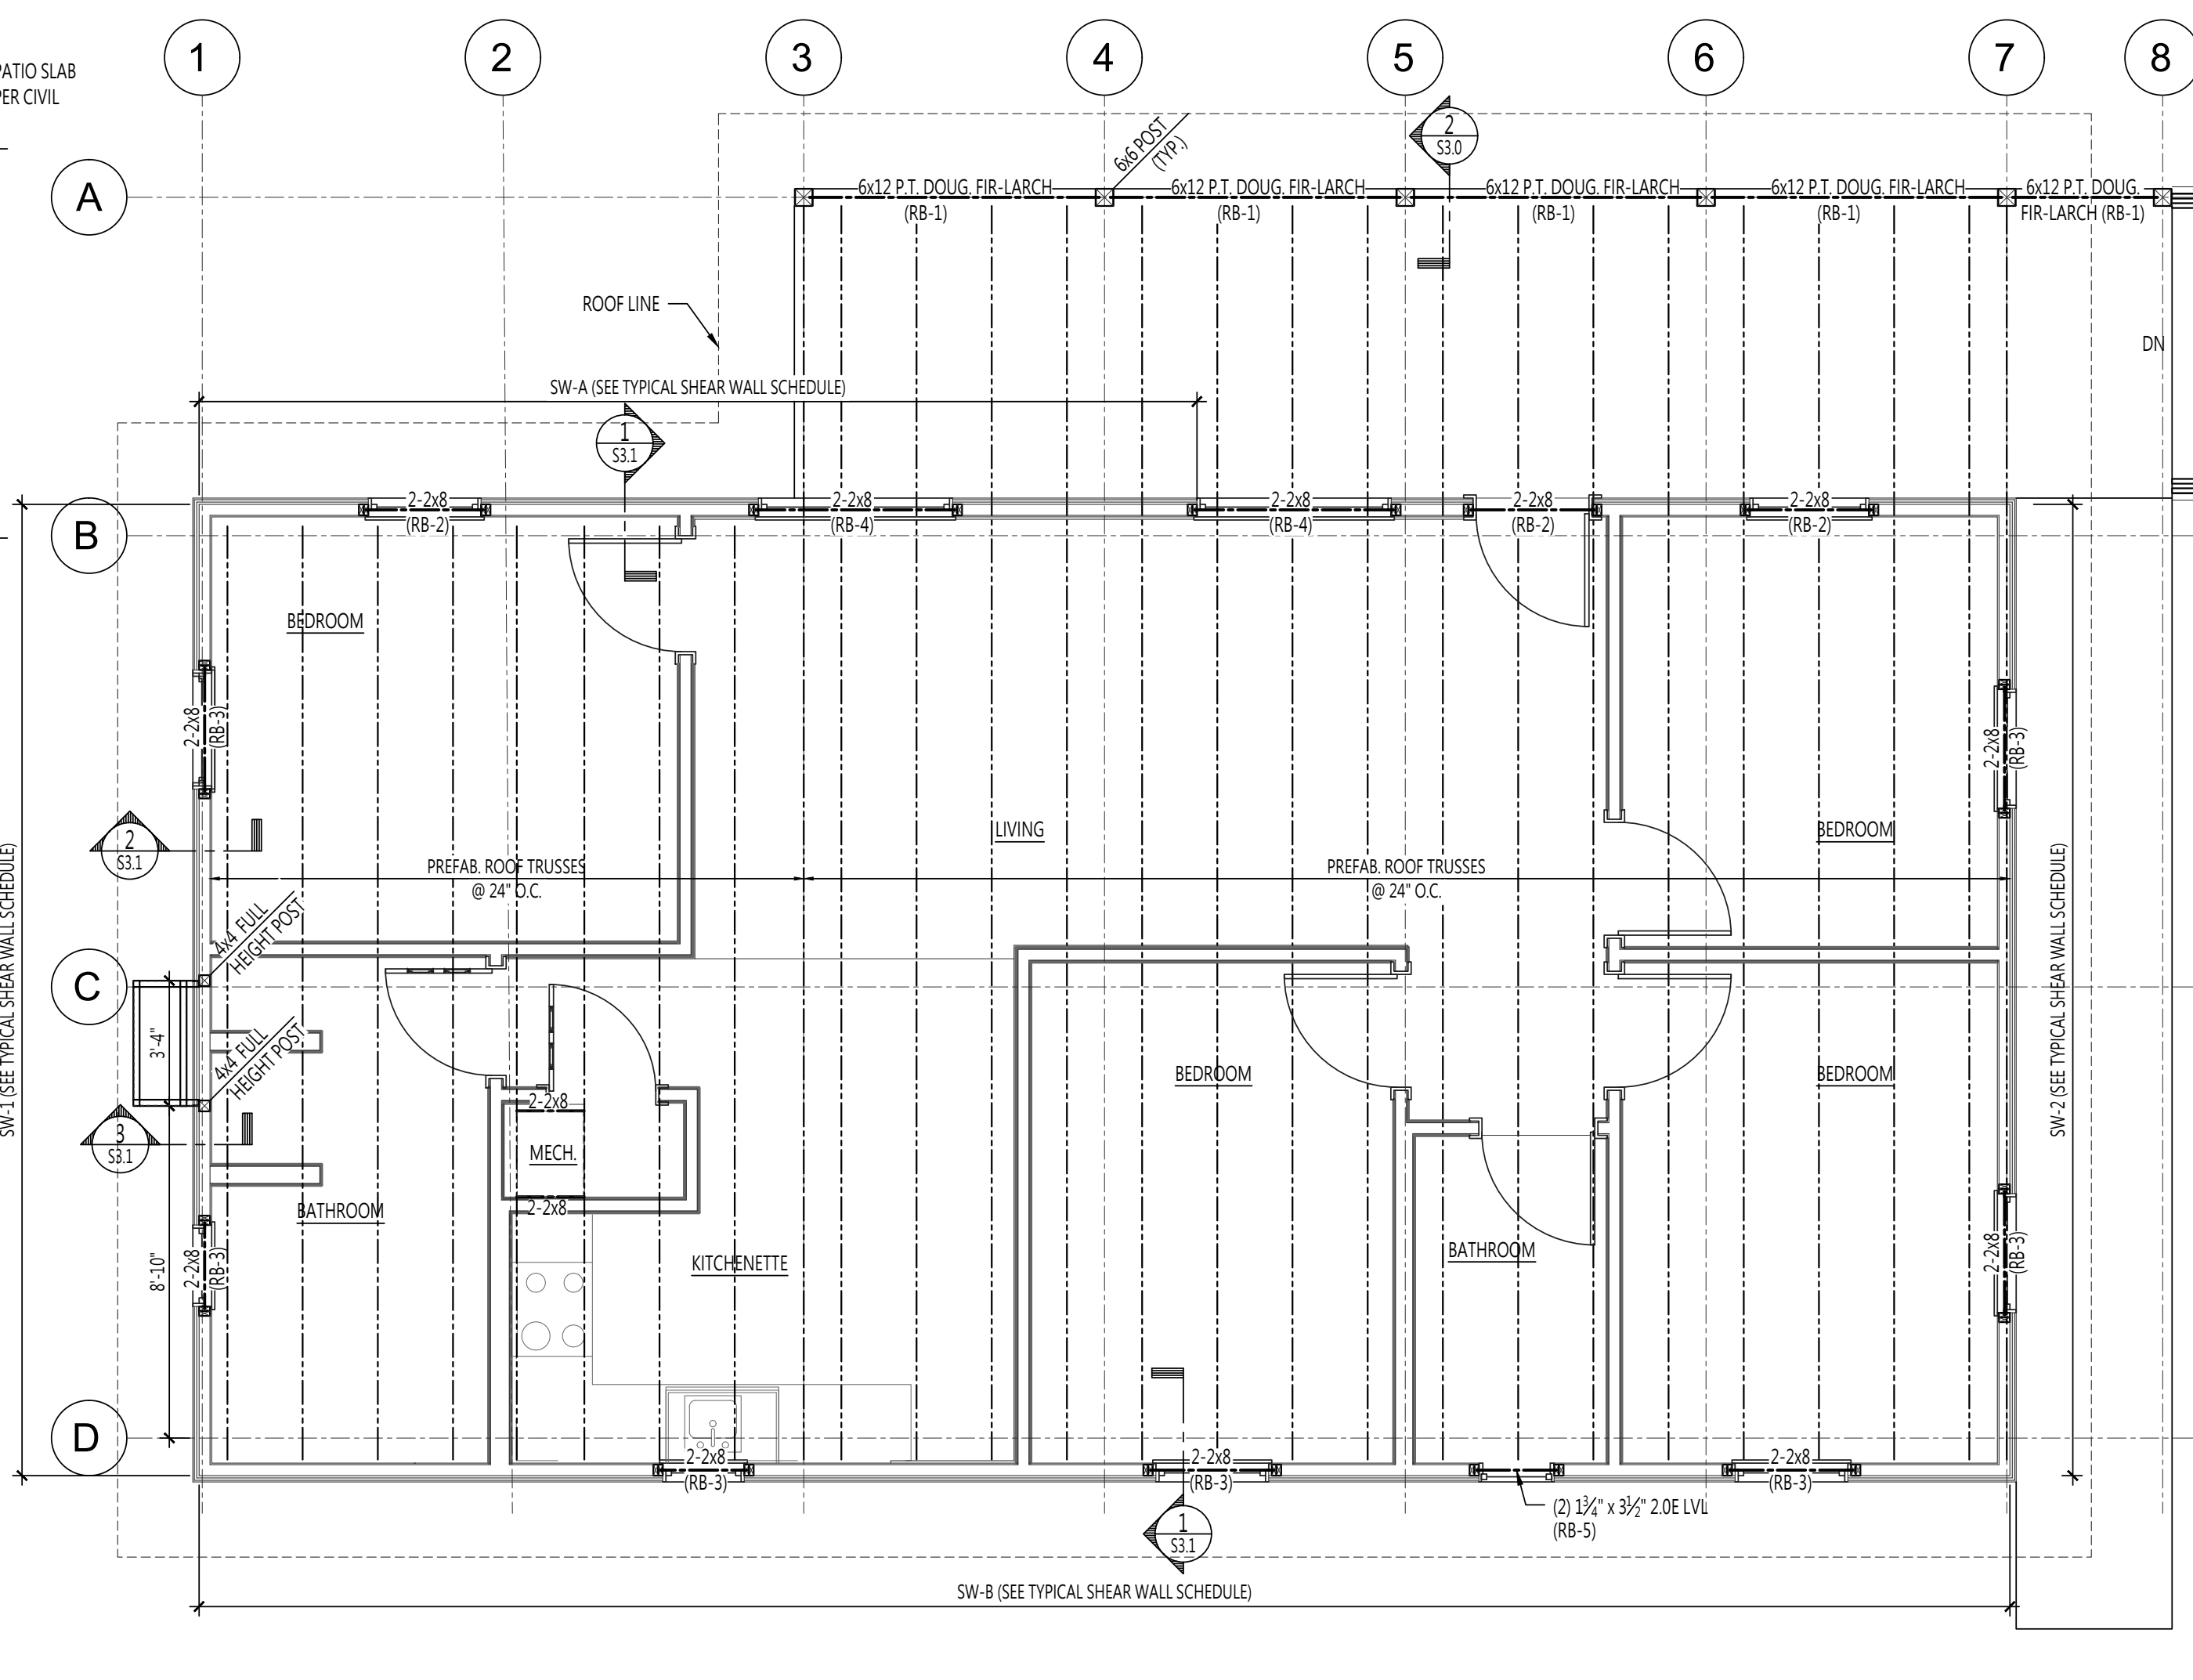 1 2 3 4 5 6 7 8
PATIO SLAB
PER CIVIL
2
S3.0
6x6 POST
(TYP.)
A
6x12 P.T. DOUG. FIR-LARCH
(RB-1)
6x12 P.T. DOUG. FIR-LARCH
(RB-1)
6x12 P.T. DOUG. FIR-LARCH
(RB-1)
6x12 P.T. DOUG. FIR-LARCH
(RB-1)
6x12 P.T. DOUG.
FIR-LARCH (RB-1)
ROOF LINE
DN
SW-A (SEE TYPICAL SHEAR WALL SCHEDULE)
1
S3.1
B
2-2x8
(RB-2)
2-2x8
(RB-4)
2-2x8
(RB-4)
2-2x8
(RB-2)
2-2x8
(RB-2)
BEDROOM
2-2x8
(RB-3)
2-2x8
(RB-3)
2
S3.1
LIVING
BEDROOM
PREFAB. ROOF TRUSSES
@ 24" O.C.
PREFAB. ROOF TRUSSES
@ 24" O.C.
SW-1 (SEE TYPICAL SHEAR WALL SCHEDULE)
SW-2 (SEE TYPICAL SHEAR WALL SCHEDULE)
4x4 FULL
HEIGHT POST
C
3'-4"
4x4 FULL
HEIGHT POST
BEDROOM
BEDROOM
2-2x8
MECH.
2-2x8
3
S3.1
BATHROOM
8'-10"
2-2x8
(RB-3)
KITCHENETTE
BATHROOM
2-2x8
(RB-3)
D
2-2x8
(RB-3)
2-2x8
(RB-3)
2-2x8
(RB-3)
(2) 1¾" x 3½" 2.0E LVL
(RB-5)
1
S3.1
SW-B (SEE TYPICAL SHEAR WALL SCHEDULE)